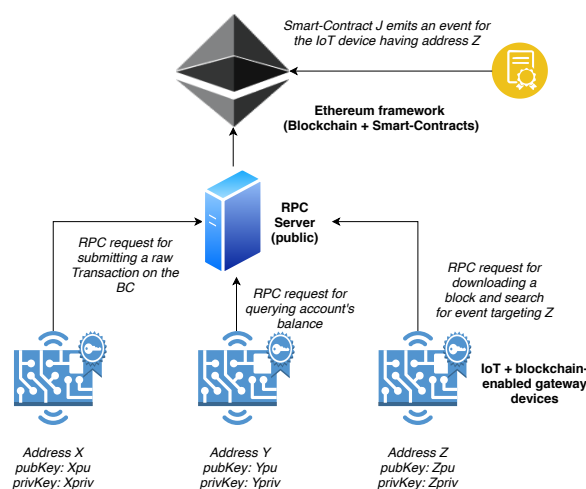 Smart-Contract J emits an event for
the IoT device having address Z
Ethereum framework
(Blockchain + Smart-Contracts)
RPC
Server
(public)
RPC request for
submitting a raw
Transaction on the
BC
RPC request for
querying account's
balance
RPC request for
downloading a
block and search
for event targeting Z
IoT + blockchain-
enabled gateway
devices
Address X
pubKey: Xpu
privKey: Xpriv
Address Y
pubKey: Ypu
privKey: Ypriv
Address Z
pubKey: Zpu
privKey: Zpriv